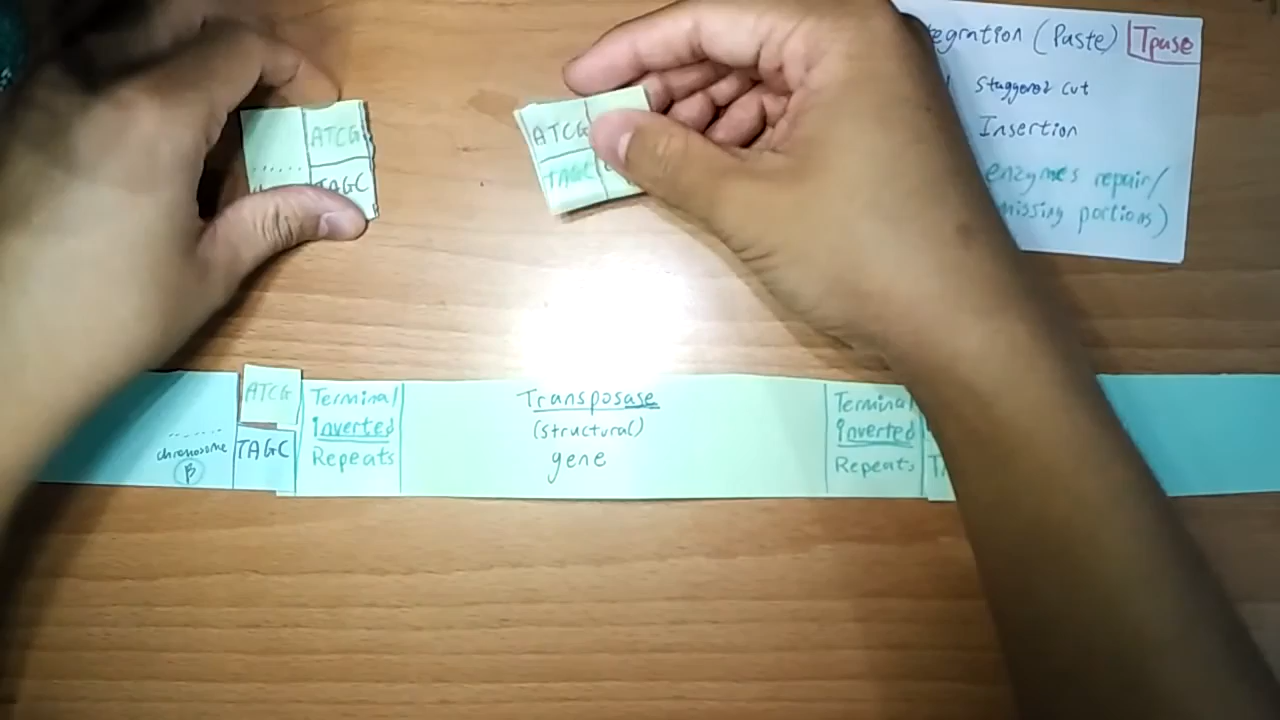 (Paste) Tpase
Staggered cut
Insertion
enzymes repair/
missing portions)
ATCG
TAGC
ATCG
TAGC
ATCG
TAGC
chromosome
β
Terminal
inverted
Repeats
Transposase
(structural)
gene
Terminal
inverted
Repeats